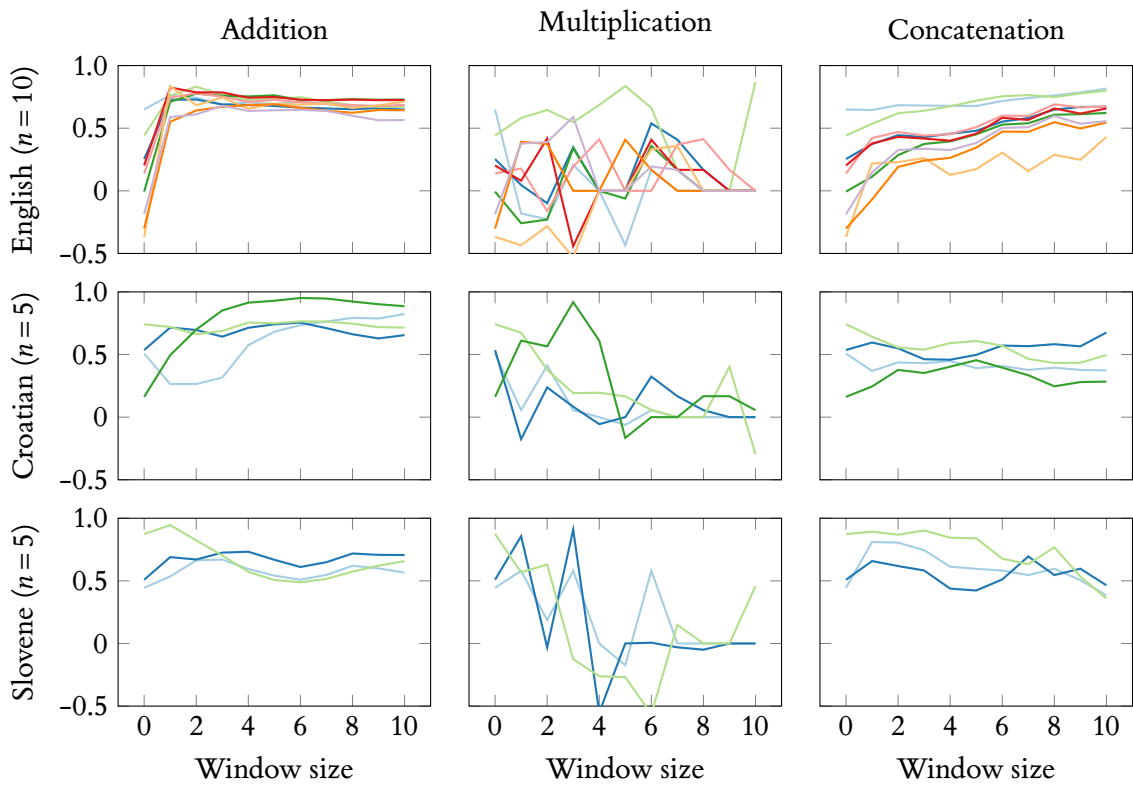 Addition
Multiplication
Concatenation
English (n = 10)
1.0
0.5
0
−0.5
Croatian (n = 5)
1.0
0.5
0
−0.5
Slovene (n = 5)
1.0
0.5
0
−0.5
0 2 4 6 8 10
0 2 4 6 8 10
0 2 4 6 8 10
Window size
Window size
Window size